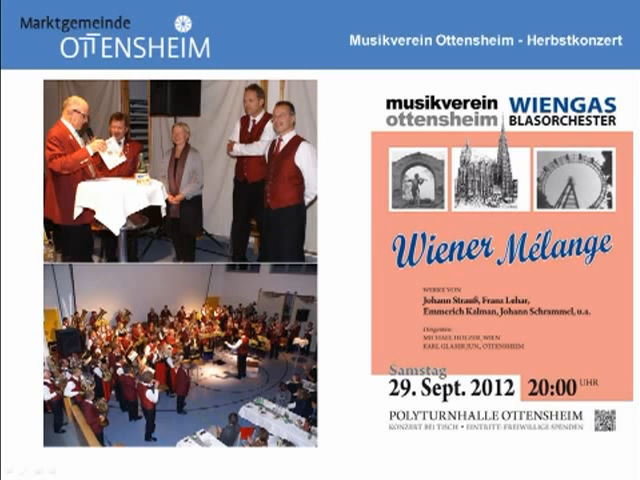 Marktgemeinde
OTTENSHEIM
Musikverein Ottensheim - Herbstkonzert
musikverein
ottensheim
WIENGAS
BLASORCHESTER
Wiener Mélange
WERKE VON
Johann Strauß, Franz Lehar,
Emmerich Kalman, Johann Schrammel, u.a.
Dirigenten
MICHAEL HOLZER, WIEN
KARL GLASER JUN., OTTENSHEIM
Samstag
29. Sept. 2012 20:00 UHR
POLYTURNHALLE OTTENSHEIM
KONZERT BEI TISCH • EINTRITT: FREIWILLIGE SPENDEN